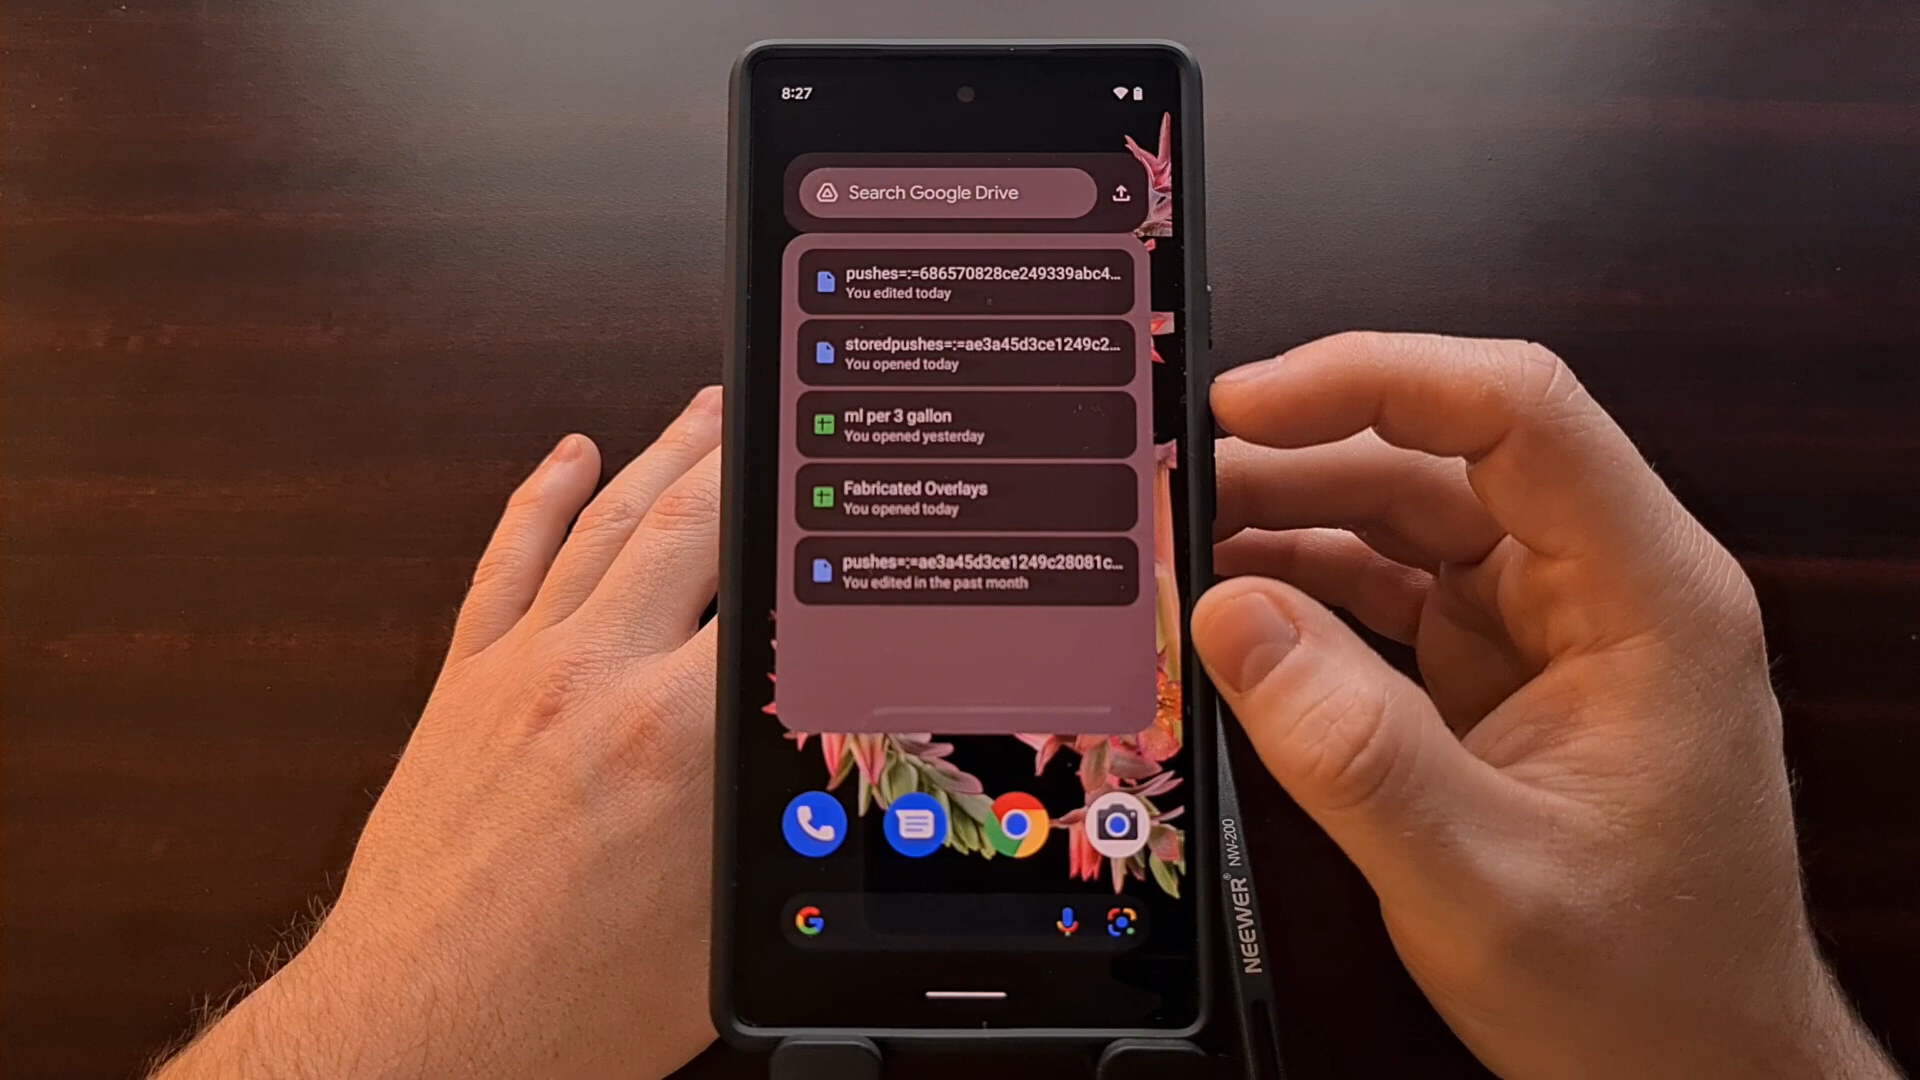 8:27
Search Google Drive
pushes=:=686570828ce249339abc4...
You edited today
storedpushes=:=ae3a45d3ce1249c2...
You opened today
ml per 3 gallon
You opened yesterday
Fabricated Overlays
You opened today
pushes=:=ae3a45d3ce1249c28081c...
You edited in the past month
G
NEEWER® NW-200